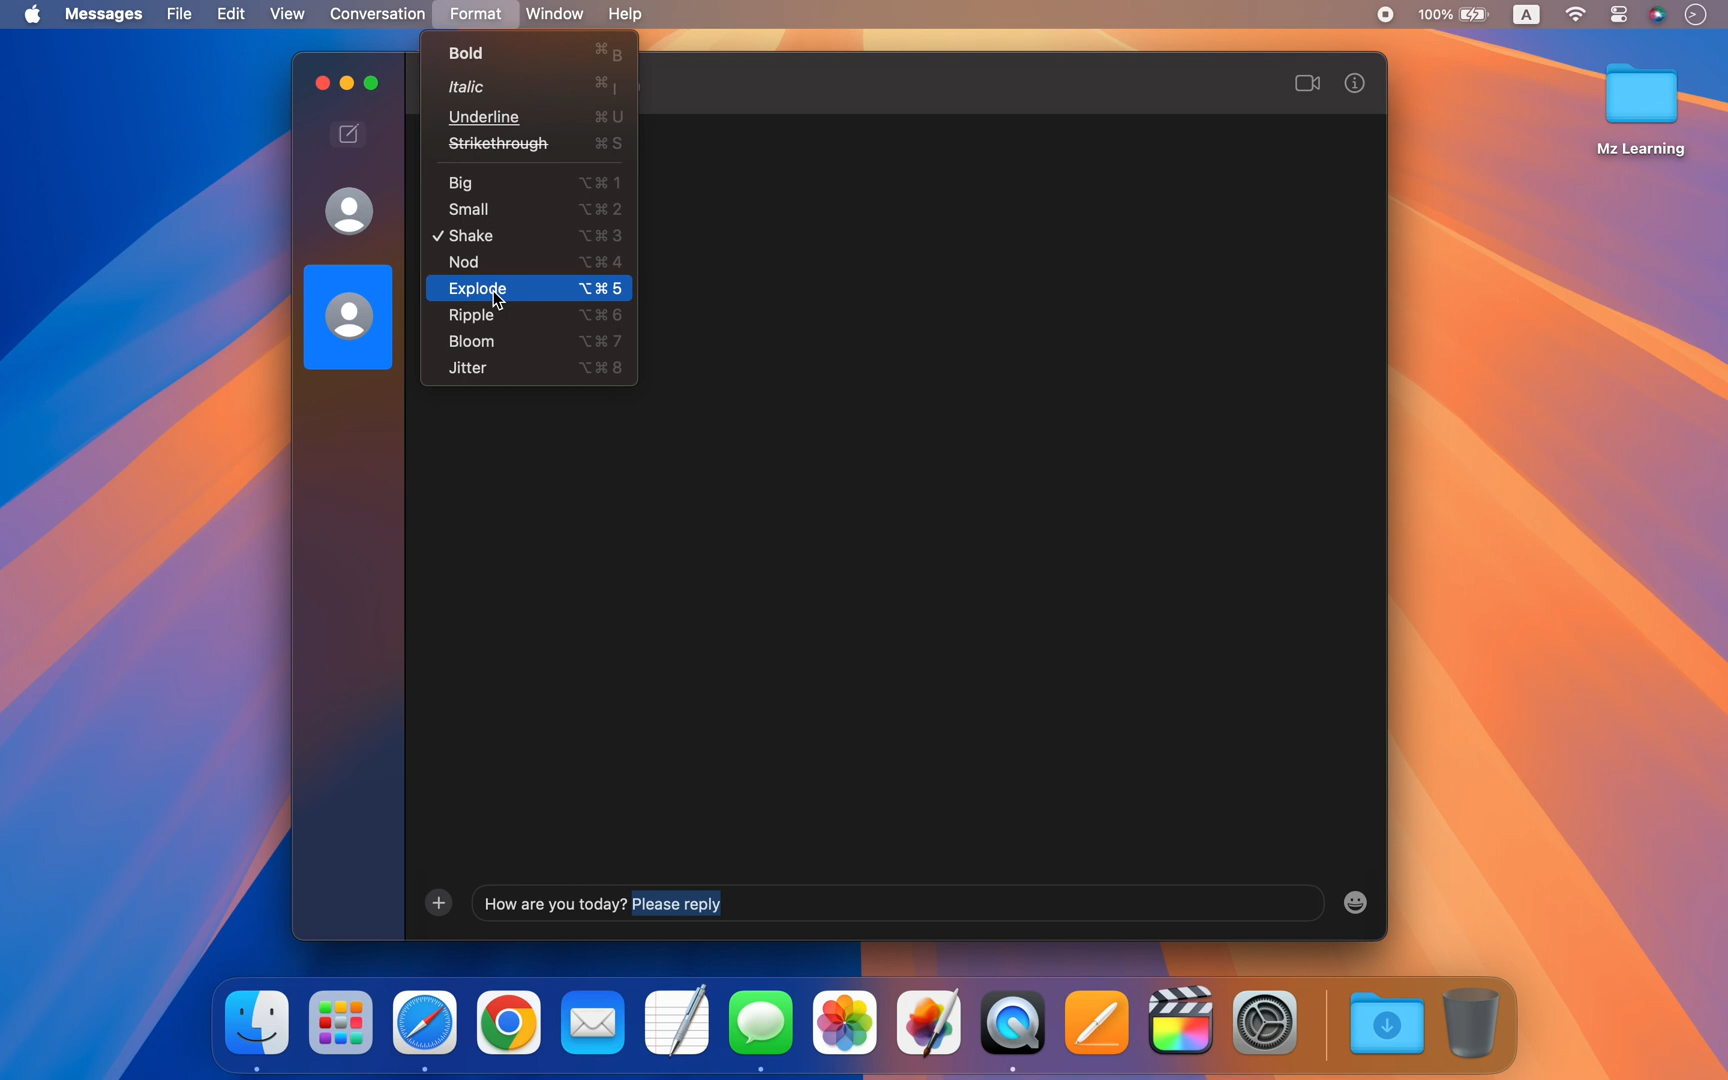 Messages File Edit View Conversation Format Window Help 100% A
Bold ⌘ B
Italic ⌘ I
Underline ⌘ U
Strikethrough ⌘ S
Big ⌥⌘ 1
Small ⌥⌘ 2
✓ Shake ⌥⌘ 3
Nod ⌥⌘ 4
Explode ⌥⌘ 5
Ripple ⌥⌘ 6
Bloom ⌥⌘ 7
Jitter ⌥⌘ 8
Mz Learning
How are you today? Please reply